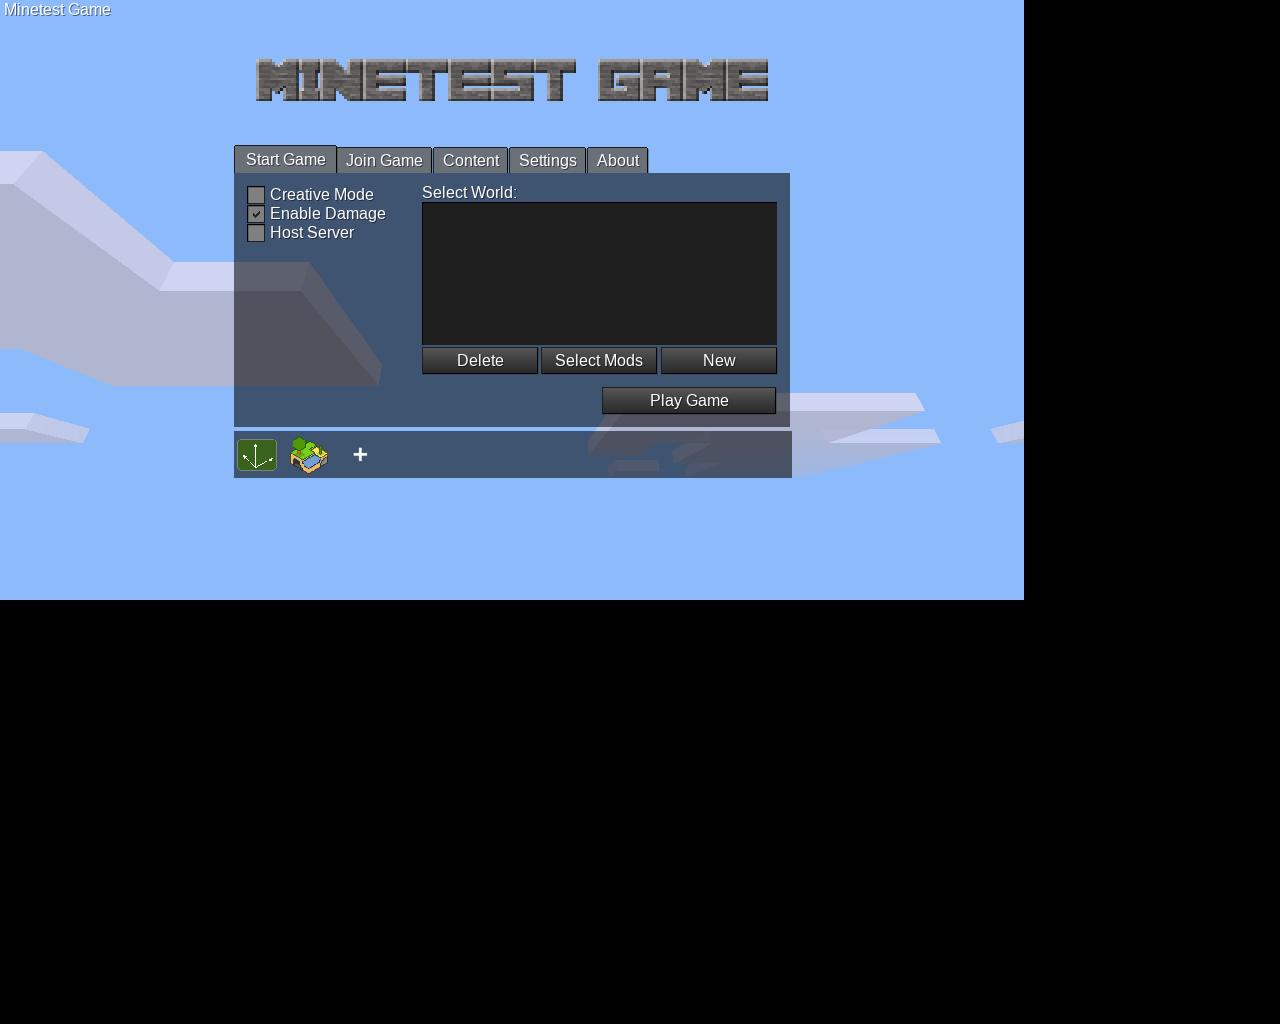 Minetest Game
MINETEST GAME
Start Game
Join Game
Content
Settings
About
Creative Mode
Enable Damage
Host Server
Select World:
Delete
Select Mods
New
Play Game
+